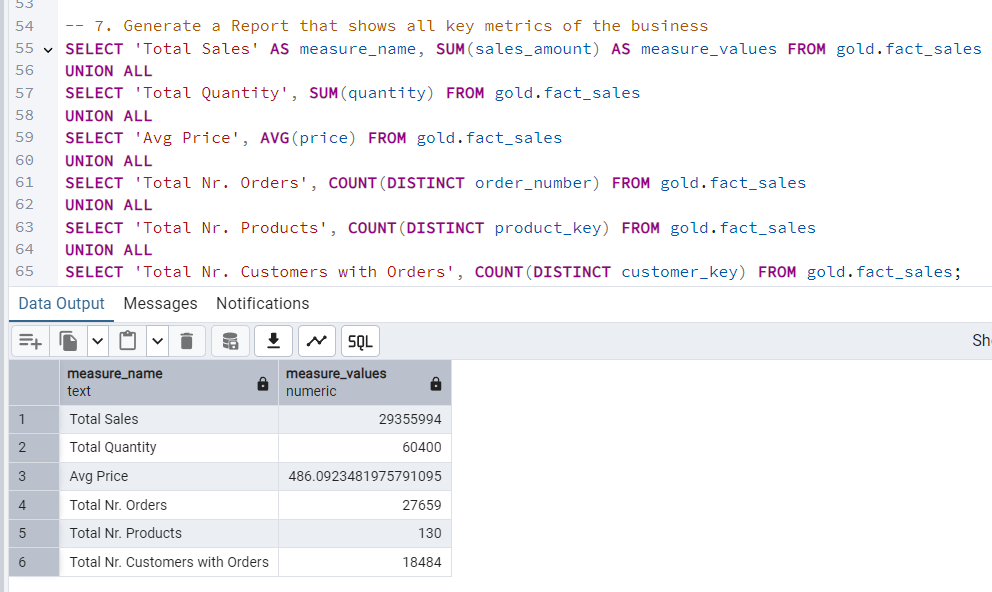 53
54 -- 7. Generate a Report that shows all key metrics of the business
55 SELECT 'Total Sales' AS measure_name, SUM(sales_amount) AS measure_values FROM gold.fact_sales
56 UNION ALL
57 SELECT 'Total Quantity', SUM(quantity) FROM gold.fact_sales
58 UNION ALL
59 SELECT 'Avg Price', AVG(price) FROM gold.fact_sales
60 UNION ALL
61 SELECT 'Total Nr. Orders', COUNT(DISTINCT order_number) FROM gold.fact_sales
62 UNION ALL
63 SELECT 'Total Nr. Products', COUNT(DISTINCT product_key) FROM gold.fact_sales
64 UNION ALL
65 SELECT 'Total Nr. Customers with Orders', COUNT(DISTINCT customer_key) FROM gold.fact_sales;
Data Output Messages Notifications
SQL Sh
measure_name measure_values
text numeric
1 Total Sales 29355994
2 Total Quantity 60400
3 Avg Price 486.0923481975791095
4 Total Nr. Orders 27659
5 Total Nr. Products 130
6 Total Nr. Customers with Orders 18484